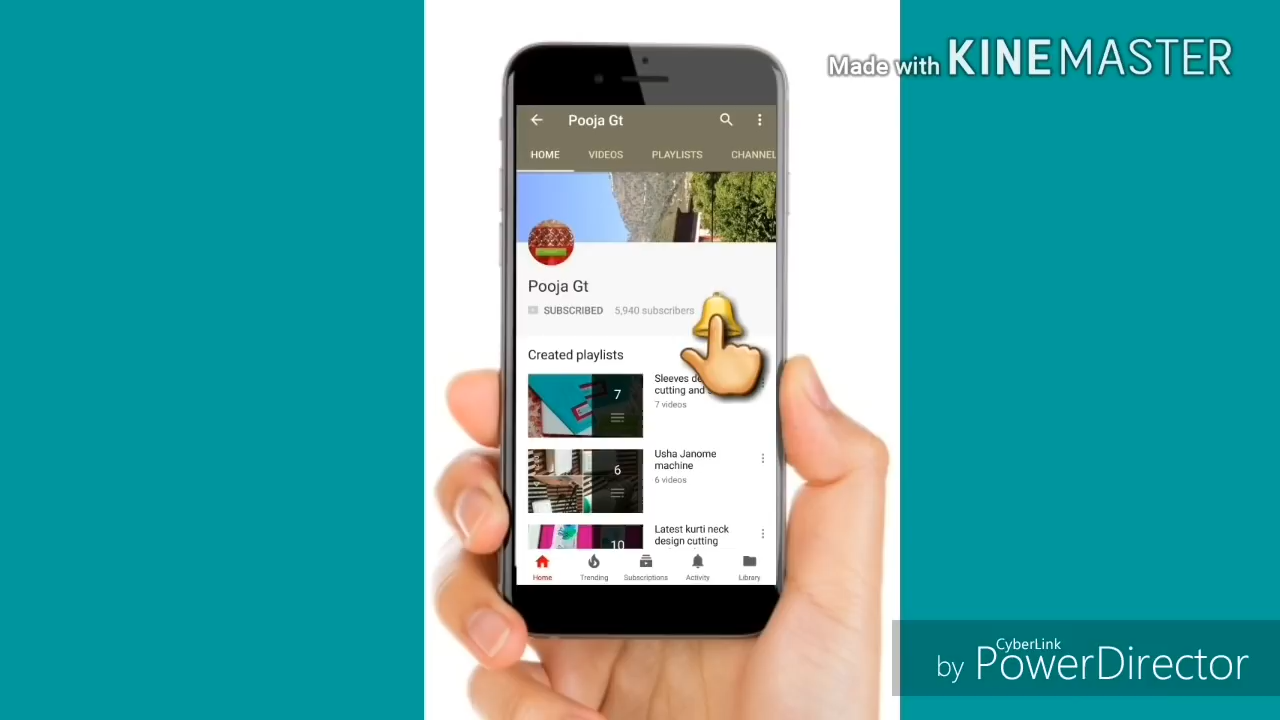 Made with KINEMASTER
Pooja Gt
HOME VIDEOS PLAYLISTS CHANNEL
Pooja Gt
SUBSCRIBED 5,940 subscribers
Created playlists
7
Sleeves de
cutting and
7 videos
6
Usha Janome
machine
6 videos
10
Latest kurti neck
design cutting
Home Trending Subscriptions Activity Library
CyberLink
by PowerDirector